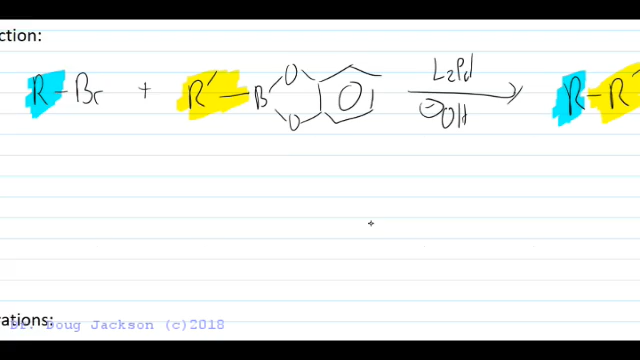 ction:
R-Br + R'-B O O L₂Pd ⊖OH R-R'
rations:
Dr. Doug Jackson (c)2018